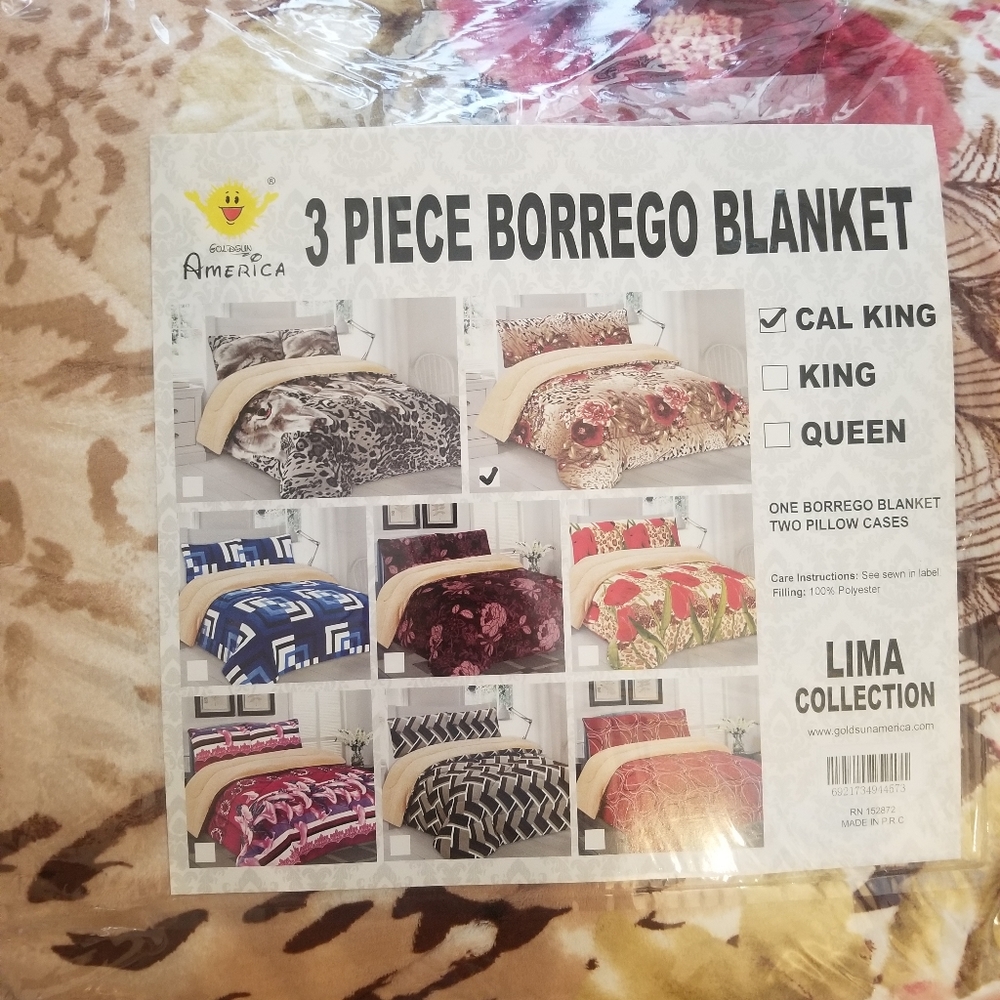 ®
GOLDSUN
AMERICA
3 PIECE BORREGO BLANKET
CAL KING
KING
QUEEN
ONE BORREGO BLANKET
TWO PILLOW CASES
Care Instructions: See sewn in label
Filling: 100% Polyester
LIMA
COLLECTION
www.goldsunamerica.com
6921734944573
RN 152872
MADE IN P.R.C